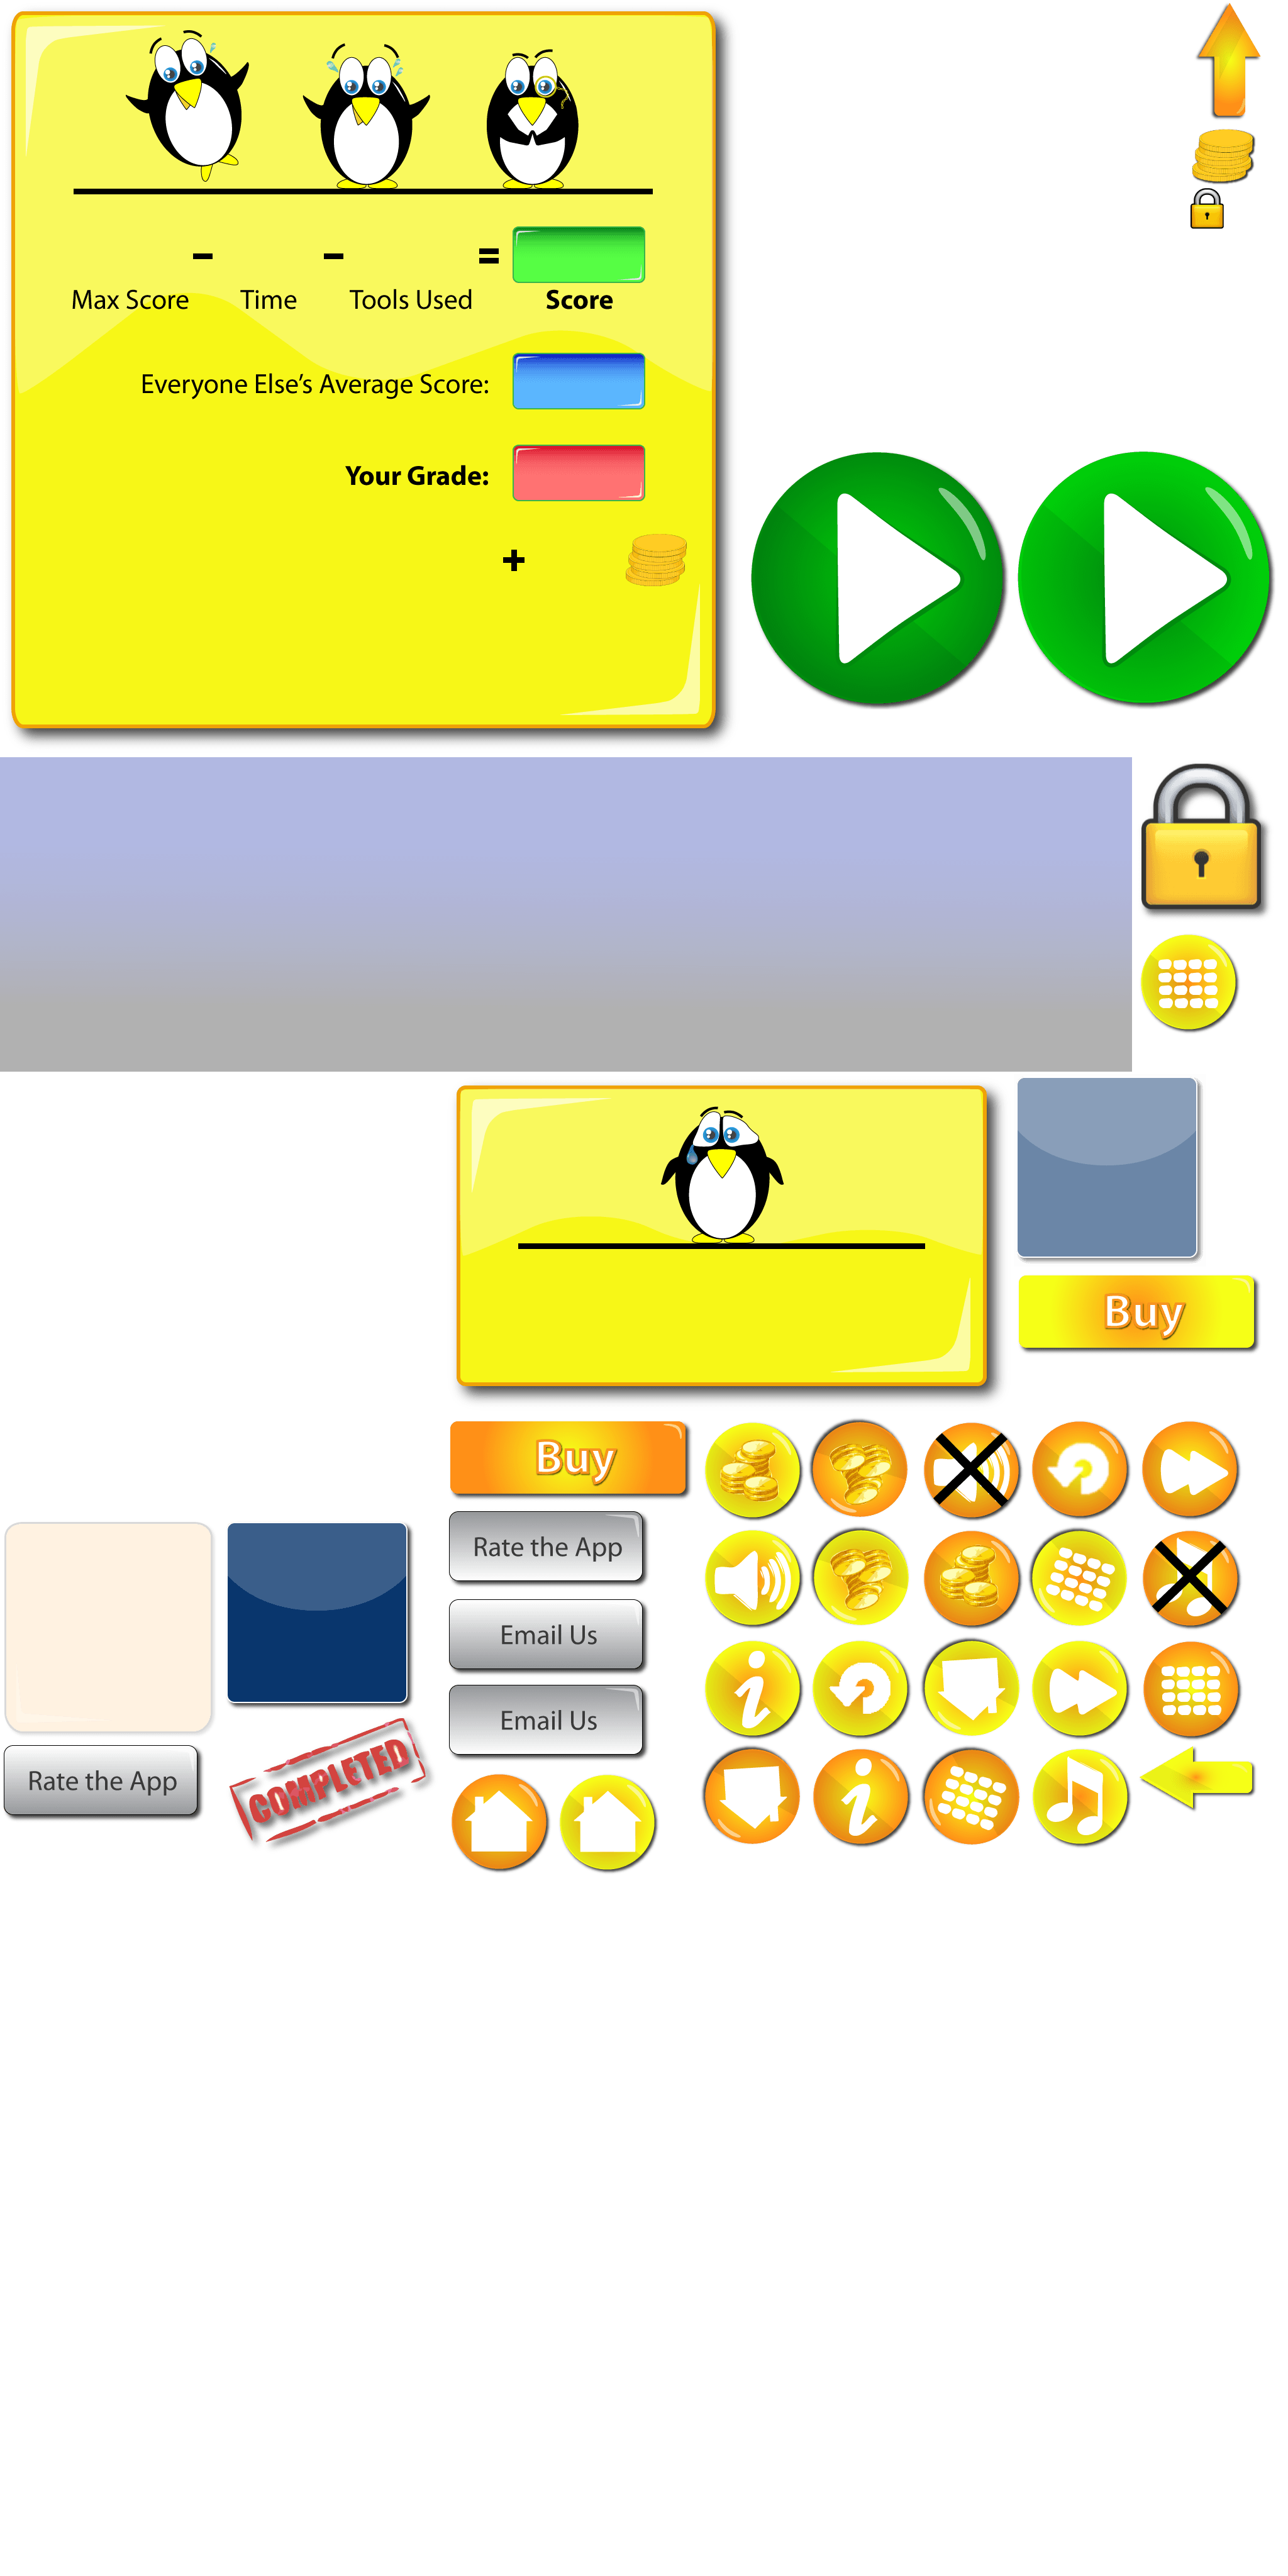 - - =
Max Score Time Tools Used Score
Everyone Else's Average Score:
Your Grade:
+
Buy
Buy
Rate the App
Email Us
Email Us
Rate the App
COMPLETED